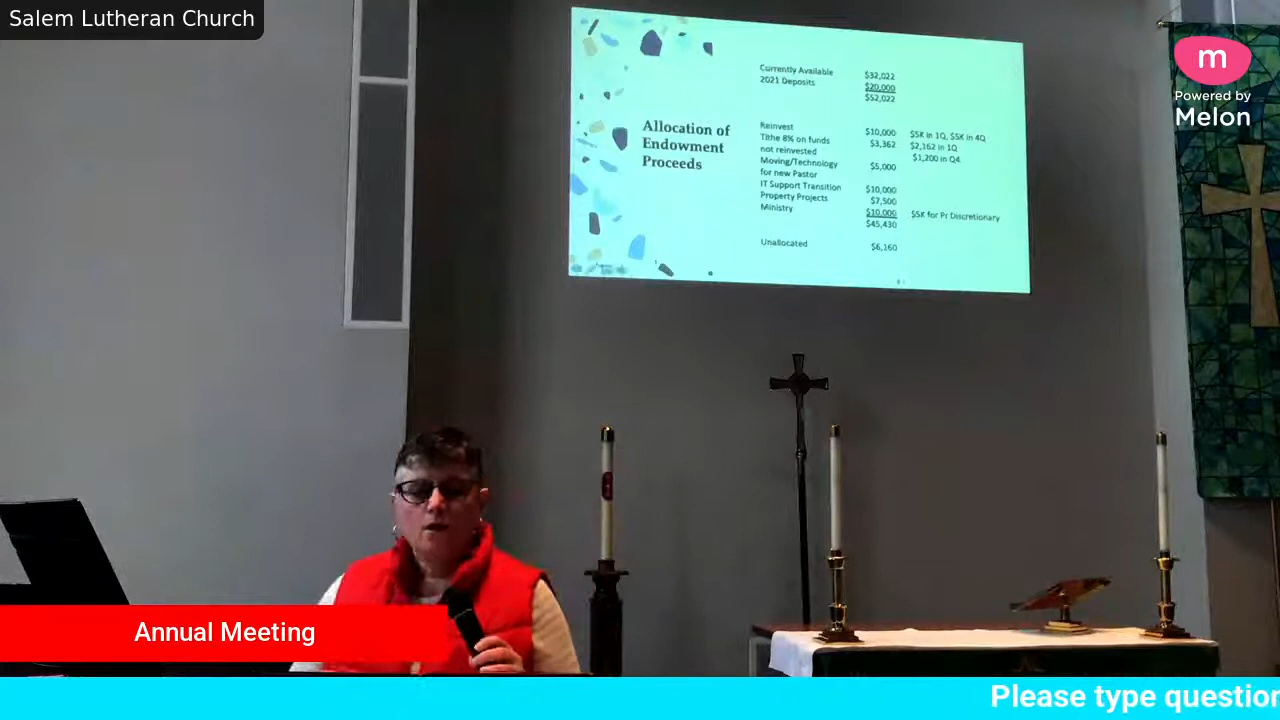 Salem Lutheran Church
m
Powered by
Melon
Allocation of
Endowment
Proceeds
Currently Available $32,022
2021 Deposits $20,000
$52,022
Reinvest $10,000 $5K in 1Q, $5K in 4Q
Tithe 8% on funds $3,362 $2,162 in 1Q
not reinvested $1,200 in Q4
Moving/Technology $5,000
for new Pastor
IT Support Transition $10,000
Property Projects $7,500
Ministry $10,000 $5K for Pr Discretionary
$45,430
Unallocated $6,160
Annual Meeting
Please type question